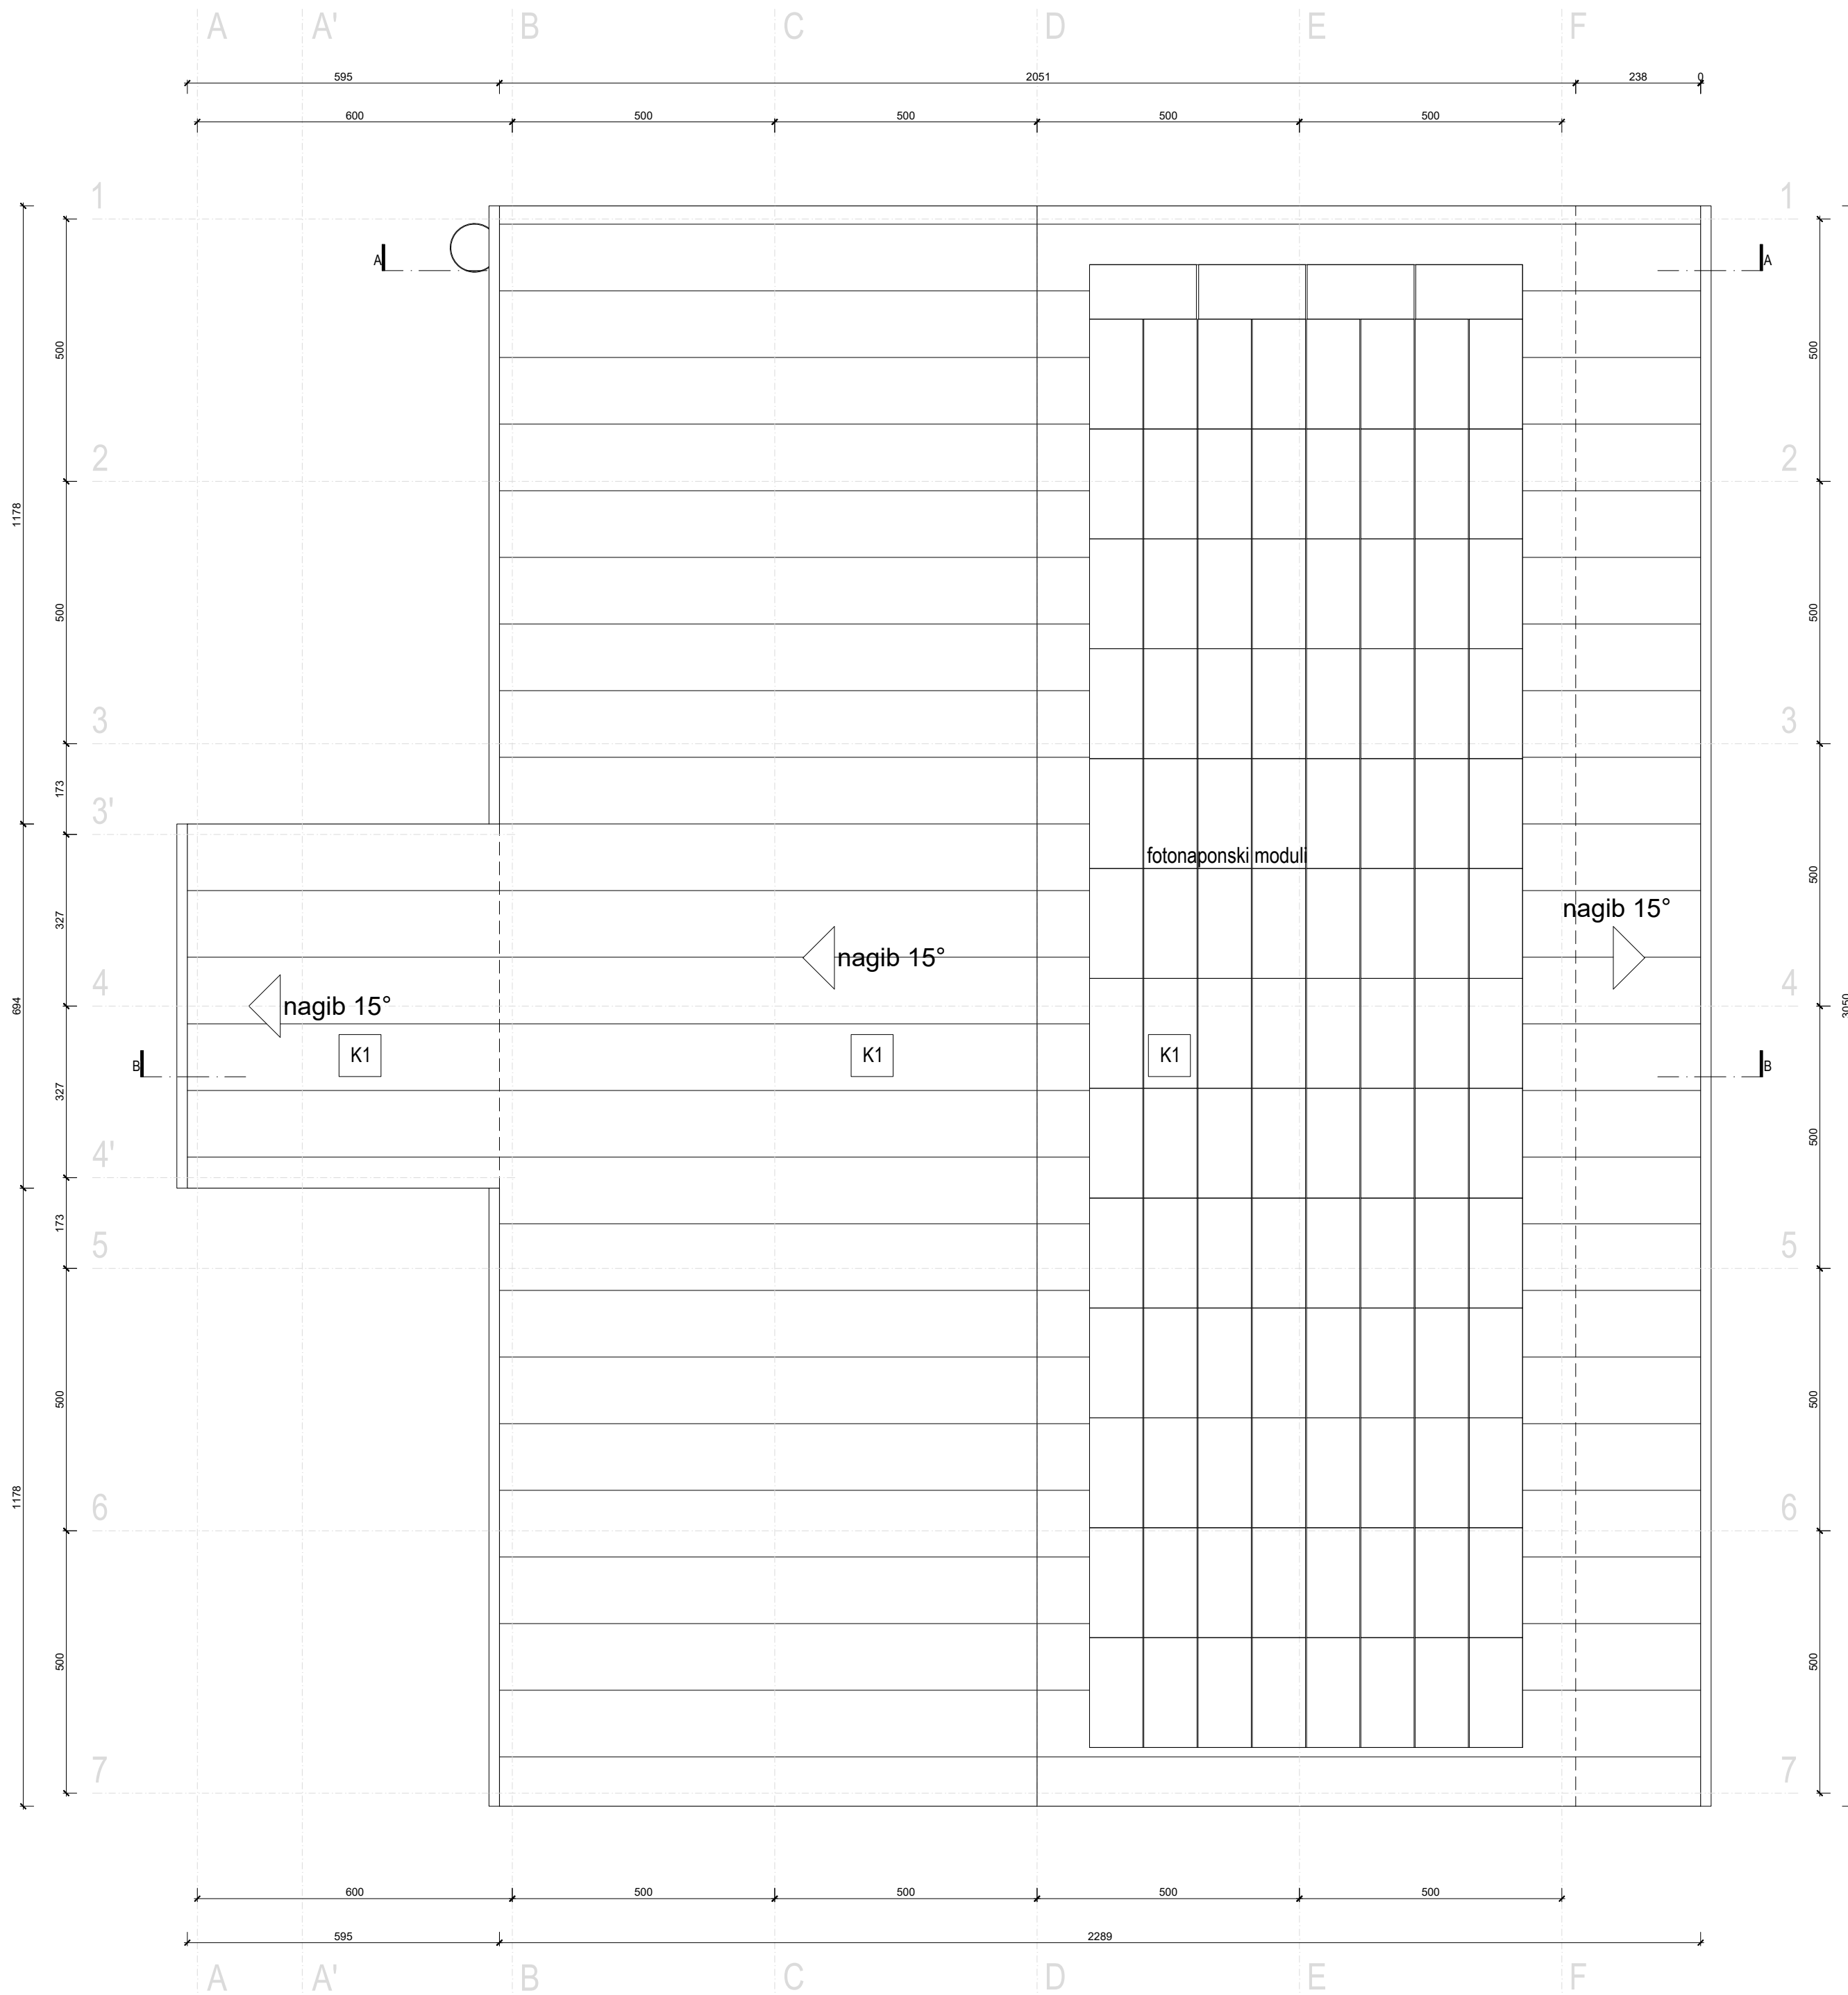 A A' B C D E F
595 2051 238 0
600 500 500 500 500
1 1
A A
500 500
2 2
1178
500 500
3 3
173
3'
fotonaponski moduli
500
327
nagib 15°
nagib 15°
4 4
694 nagib 15° 3050
K1 K1 K1
B B
327
500
4'
173
5 5
500 500
1178
6 6
500 500
7 7
600 500 500 500 500
595 2289
A A' B C D E F